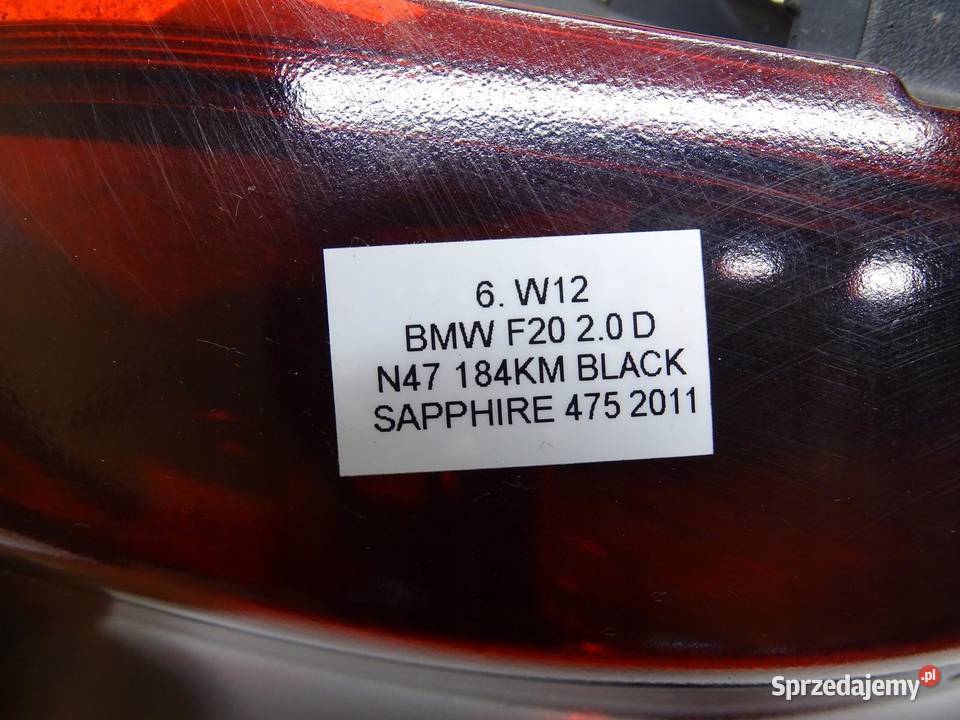 6. W12
BMW F20 2.0 D
N47 184KM BLACK
SAPPHIRE 475 2011
Sprzedajemy.pl